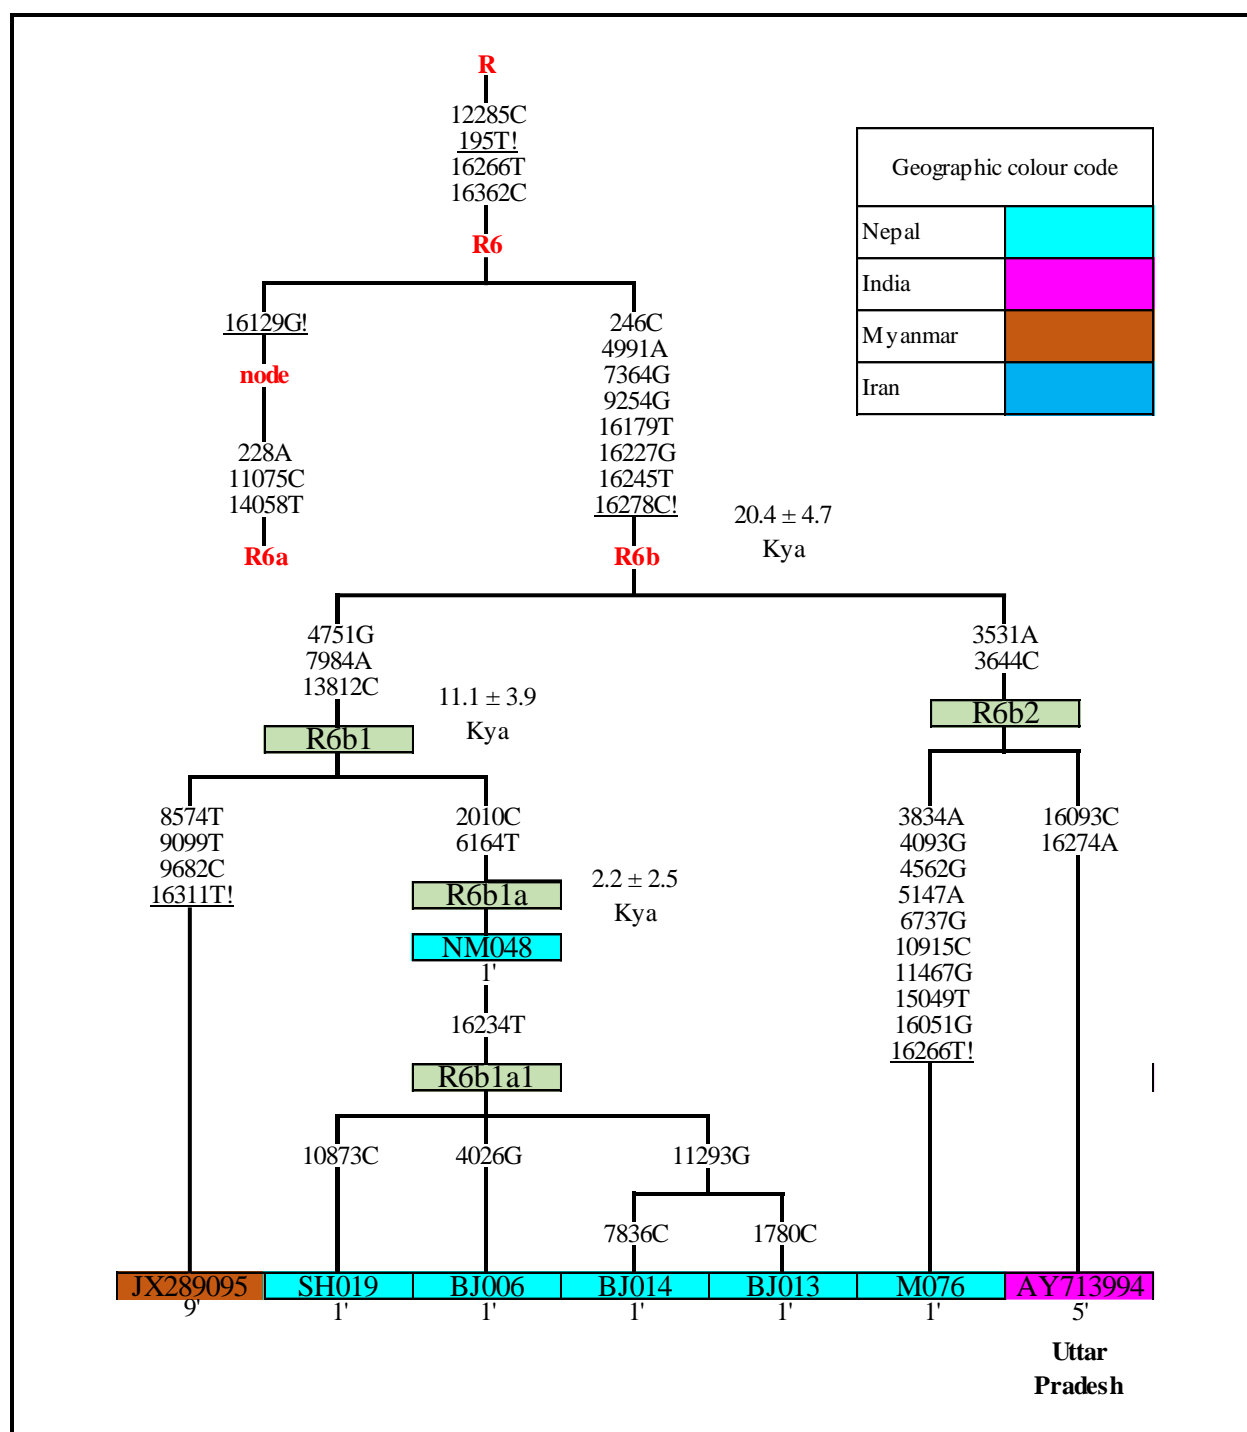 R
12285C
195T!
16266T
16362C
R6
Geographic colour code
Nepal
India
Myanmar
Iran
16129G!
node
228A
11075C
14058T
R6a
246C
4991A
7364G
9254G
16179T
16227G
16245T
16278C!
R6b
20.4 ± 4.7
Kya
4751G
7984A
13812C
R6b1
11.1 ± 3.9
Kya
3531A
3644C
R6b2
8574T
9099T
9682C
16311T!
2010C
6164T
R6b1a
2.2 ± 2.5
Kya
NM048
1'
16234T
R6b1a1
3834A
4093G
4562G
5147A
6737G
10915C
11467G
15049T
16051G
16266T!
16093C
16274A
10873C
4026G
11293G
7836C
1780C
JX289095 SH019 BJ006 BJ014 BJ013 M076 AY713994
9' 1' 1' 1' 1' 1' 5'
Uttar
Pradesh